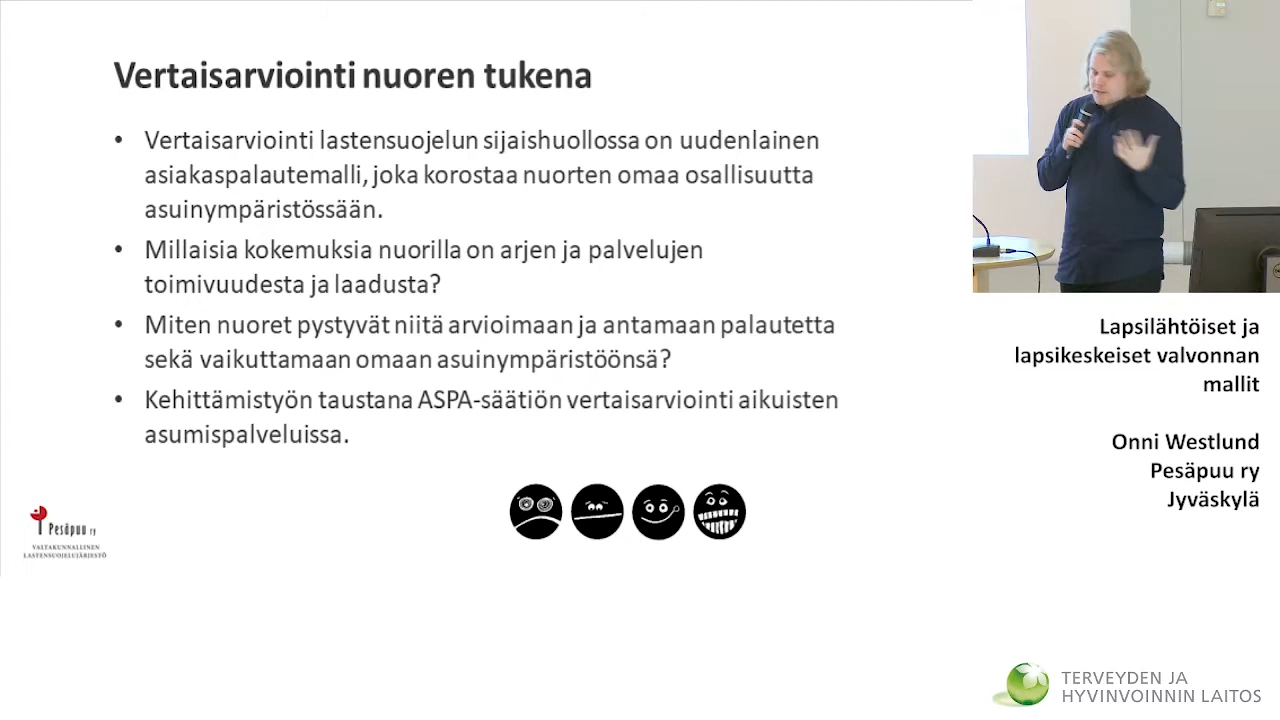 Vertaisarviointi nuoren tukena
• Vertaisarviointi lastensuojelun sijaishuollossa on uudenlainen
asiakaspalautemalli, joka korostaa nuorten omaa osallisuutta
asuinympäristössään.
• Millaisia kokemuksia nuorilla on arjen ja palvelujen
toimivuudesta ja laadusta?
• Miten nuoret pystyvät niitä arvioimaan ja antamaan palautetta
sekä vaikuttamaan omaan asuinympäristöönsä?
• Kehittämistyön taustana ASPA-säätiön vertaisarviointi aikuisten
asumispalveluissa.
Pesäpuu ry
VALTAKUNNALLINEN
LASTENSUOJELUJÄRJESTÖ
Lapsilähtöiset ja
lapsikeskeiset valvonnan
mallit
Onni Westlund
Pesäpuu ry
Jyväskylä
TERVEYDEN JA
HYVINVOINNIN LAITOS